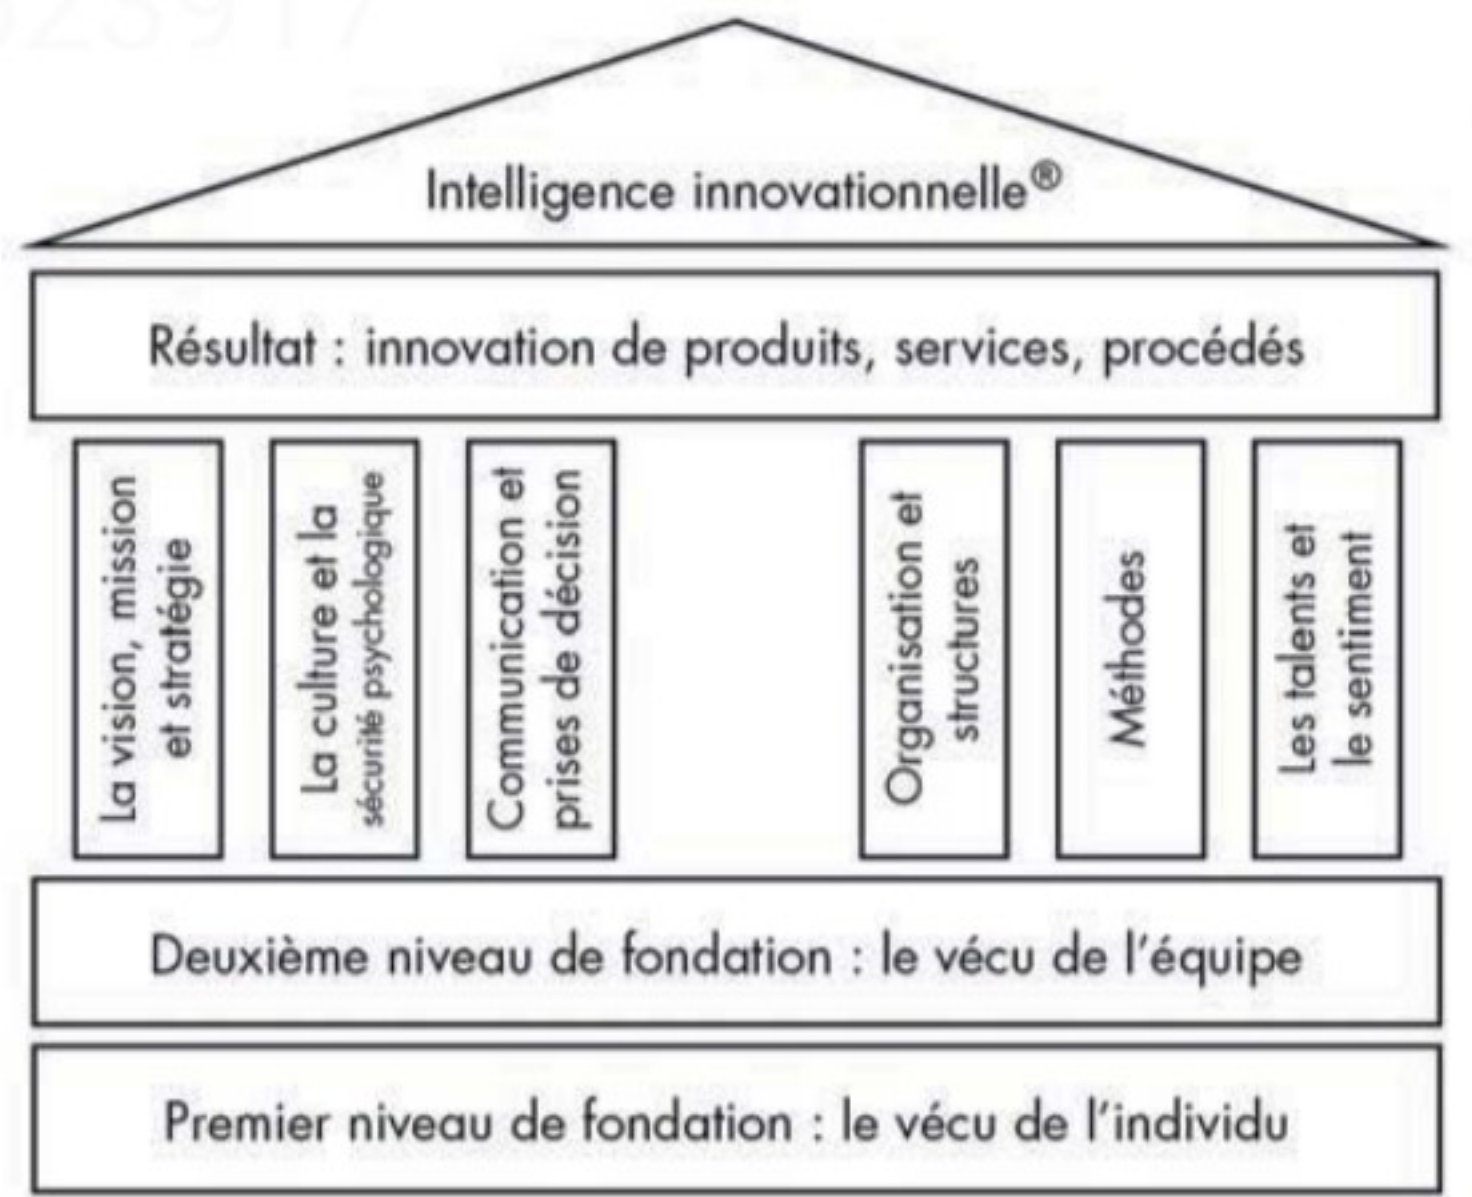 Intelligence innovationnelle®
Résultat : innovation de produits, services, procédés
La vision, mission
et stratégie
La culture et la
sécurité psychologique
Communication et
prises de décision
Organisation et
structures
Méthodes
Les talents et
le sentiment
Deuxième niveau de fondation : le vécu de l'équipe
Premier niveau de fondation : le vécu de l'individu